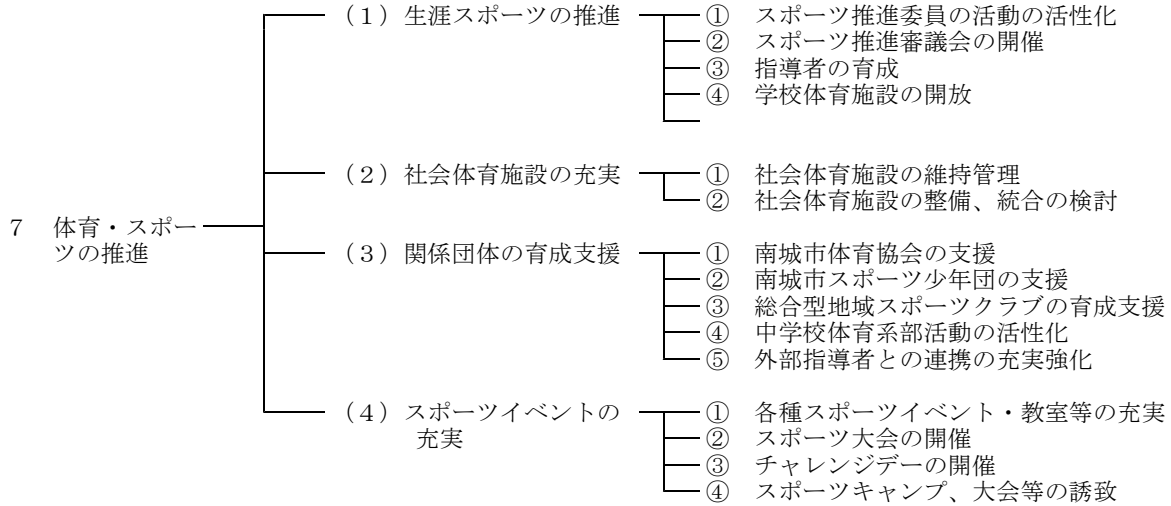 (1)生涯スポーツの推進 ① スポーツ推進委員の活動の活性化
② スポーツ推進審議会の開催
③ 指導者の育成
④ 学校体育施設の開放
(2)社会体育施設の充実 ① 社会体育施設の維持管理
② 社会体育施設の整備、統合の検討
7 体育・スポー
ツの推進
(3)関係団体の育成支援 ① 南城市体育協会の支援
② 南城市スポーツ少年団の支援
③ 総合型地域スポーツクラブの育成支援
④ 中学校体育系部活動の活性化
⑤ 外部指導者との連携の充実強化
(4)スポーツイベントの ① 各種スポーツイベント・教室等の充実
充実 ② スポーツ大会の開催
③ チャレンジデーの開催
④ スポーツキャンプ、大会等の誘致